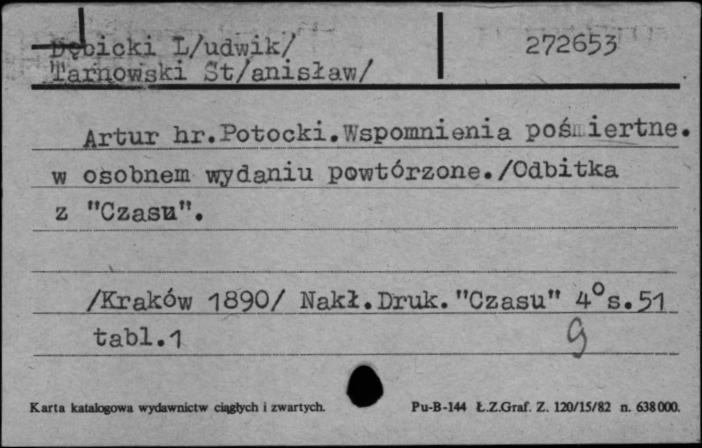 Dębicki L/udwik/ 272653
Tarnowski St/anisław/
Artur hr.Potocki.Wspomnienia pośmiertne.
w osobnem wydaniu powtórzone./Odbitka
z "Czasu".
/Kraków 1890/ Nakł.Druk."Czasu" 4°s.51
tabl.1 9
Karta katalogowa wydawnictw ciągłych i zwartych. Pu-B-144 Ł.Z.Graf. Z. 120/15/82 n. 638000.